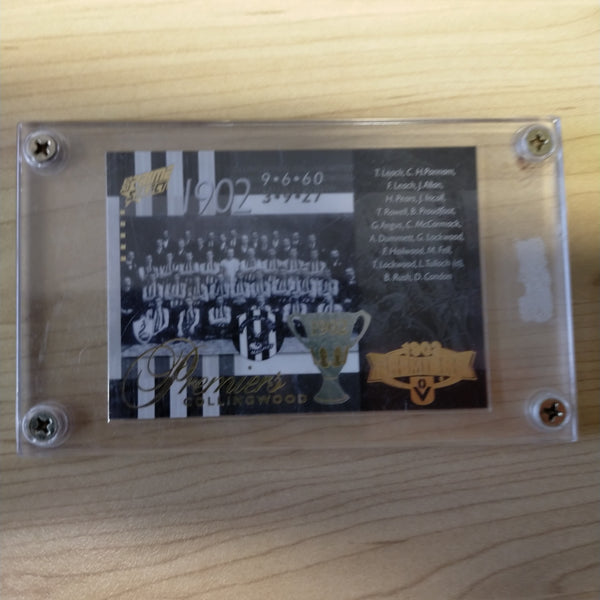 1902
9•6•60
3•9•27
T. Leach, C. H. Pannam,
F. Leach, J. Allan,
H. Pears, J. Incoll,
T. Rowell, B. Proudfoot,
G. Angus, C. McCormack,
A. Dummett, G. Lockwood,
F. Hailwood, M. Fell,
T. Lockwood, L. Tulloch
B. Rush, D. Condon
Premiers
COLLINGWOOD
1902
V